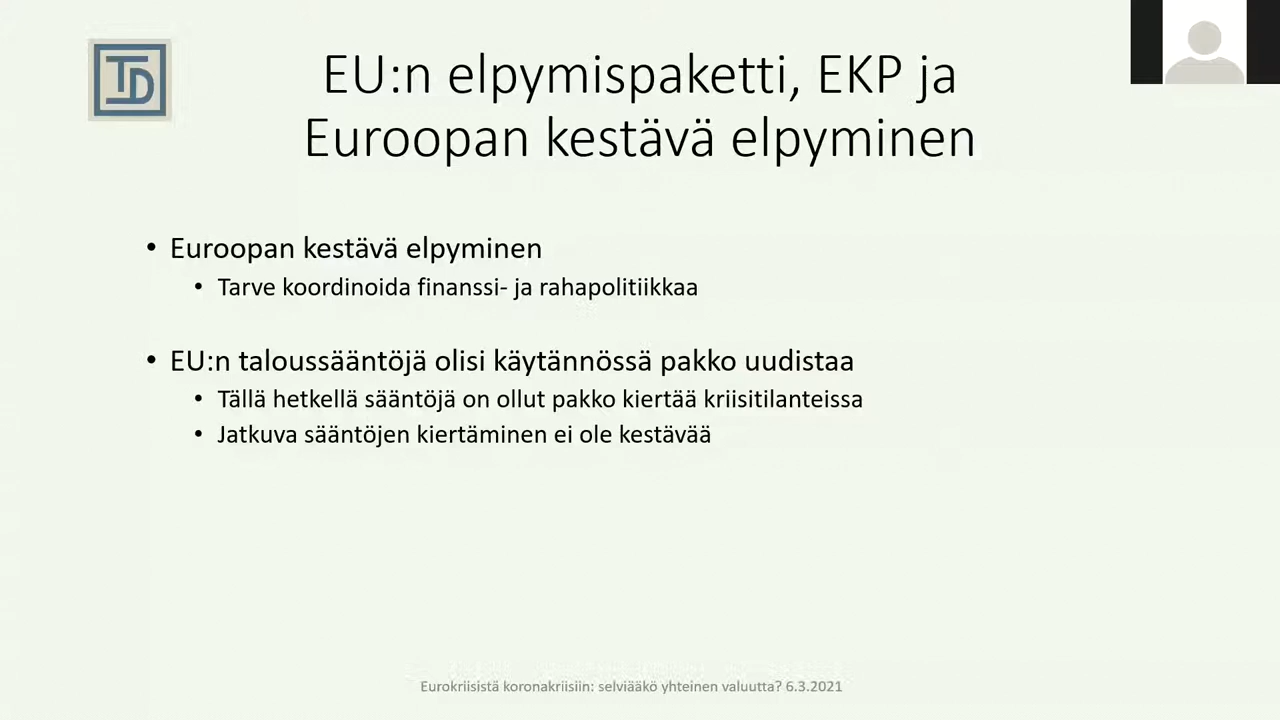 TD
EU:n elpymispaketti, EKP ja
Euroopan kestävä elpyminen
• Euroopan kestävä elpyminen
• Tarve koordinoida finanssi- ja rahapolitiikkaa
• EU:n taloussääntöjä olisi käytännössä pakko uudistaa
• Tällä hetkellä sääntöjä on ollut pakko kiertää kriisitilanteissa
• Jatkuva sääntöjen kiertäminen ei ole kestävää
Eurokriisistä koronakriisiin: selviääkö yhteinen valuutta? 6.3.2021